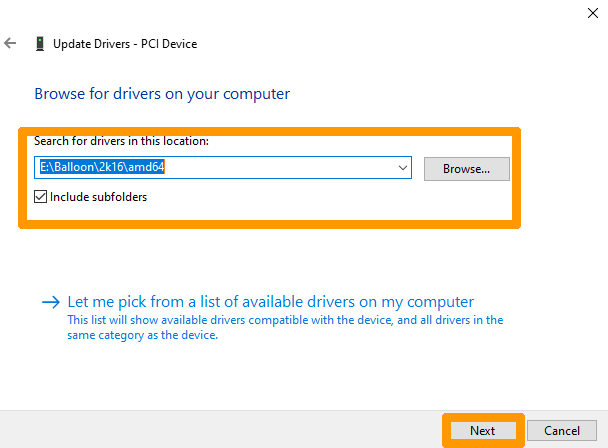 Update Drivers - PCI Device
Browse for drivers on your computer
Search for drivers in this location:
E:\Balloon\2k16\amd64
Browse...
Include subfolders
Let me pick from a list of available drivers on my computer
This list will show available drivers compatible with the device, and all drivers in the
same category as the device.
Next
Cancel